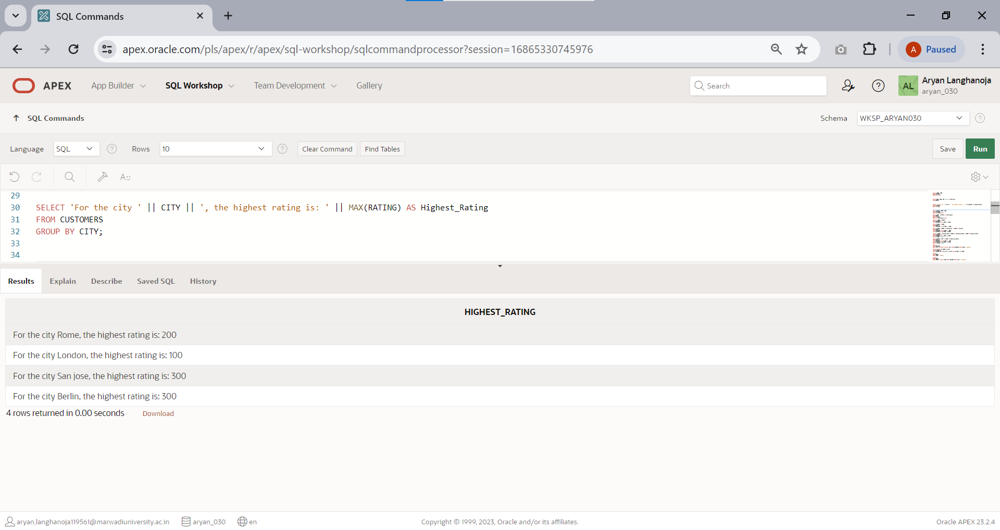 SQL Commands
apex.oracle.com/pls/apex/r/apex/sql-workshop/sqlcommandprocessor?session=16865330745976
A Paused
APEX App Builder SQL Workshop Team Development Gallery Search AL Aryan Langhanoja
aryan_030
SQL Commands Schema WKSP_ARYAN030
Language SQL Rows 10 Clear Command Find Tables Save Run
29
30 SELECT 'For the city ' || CITY || ', the highest rating is: ' || MAX(RATING) AS Highest_Rating
31 FROM CUSTOMERS
32 GROUP BY CITY;
33
34
Results Explain Describe Saved SQL History
HIGHEST_RATING
For the city Rome, the highest rating is: 200
For the city London, the highest rating is: 100
For the city San jose, the highest rating is: 300
For the city Berlin, the highest rating is: 300
4 rows returned in 0.00 seconds Download
aryan.langhanoja119561@marwadiuniversity.ac.in aryan_030 en Copyright © 1999, 2023, Oracle and/or its affiliates. Oracle APEX 23.2.4